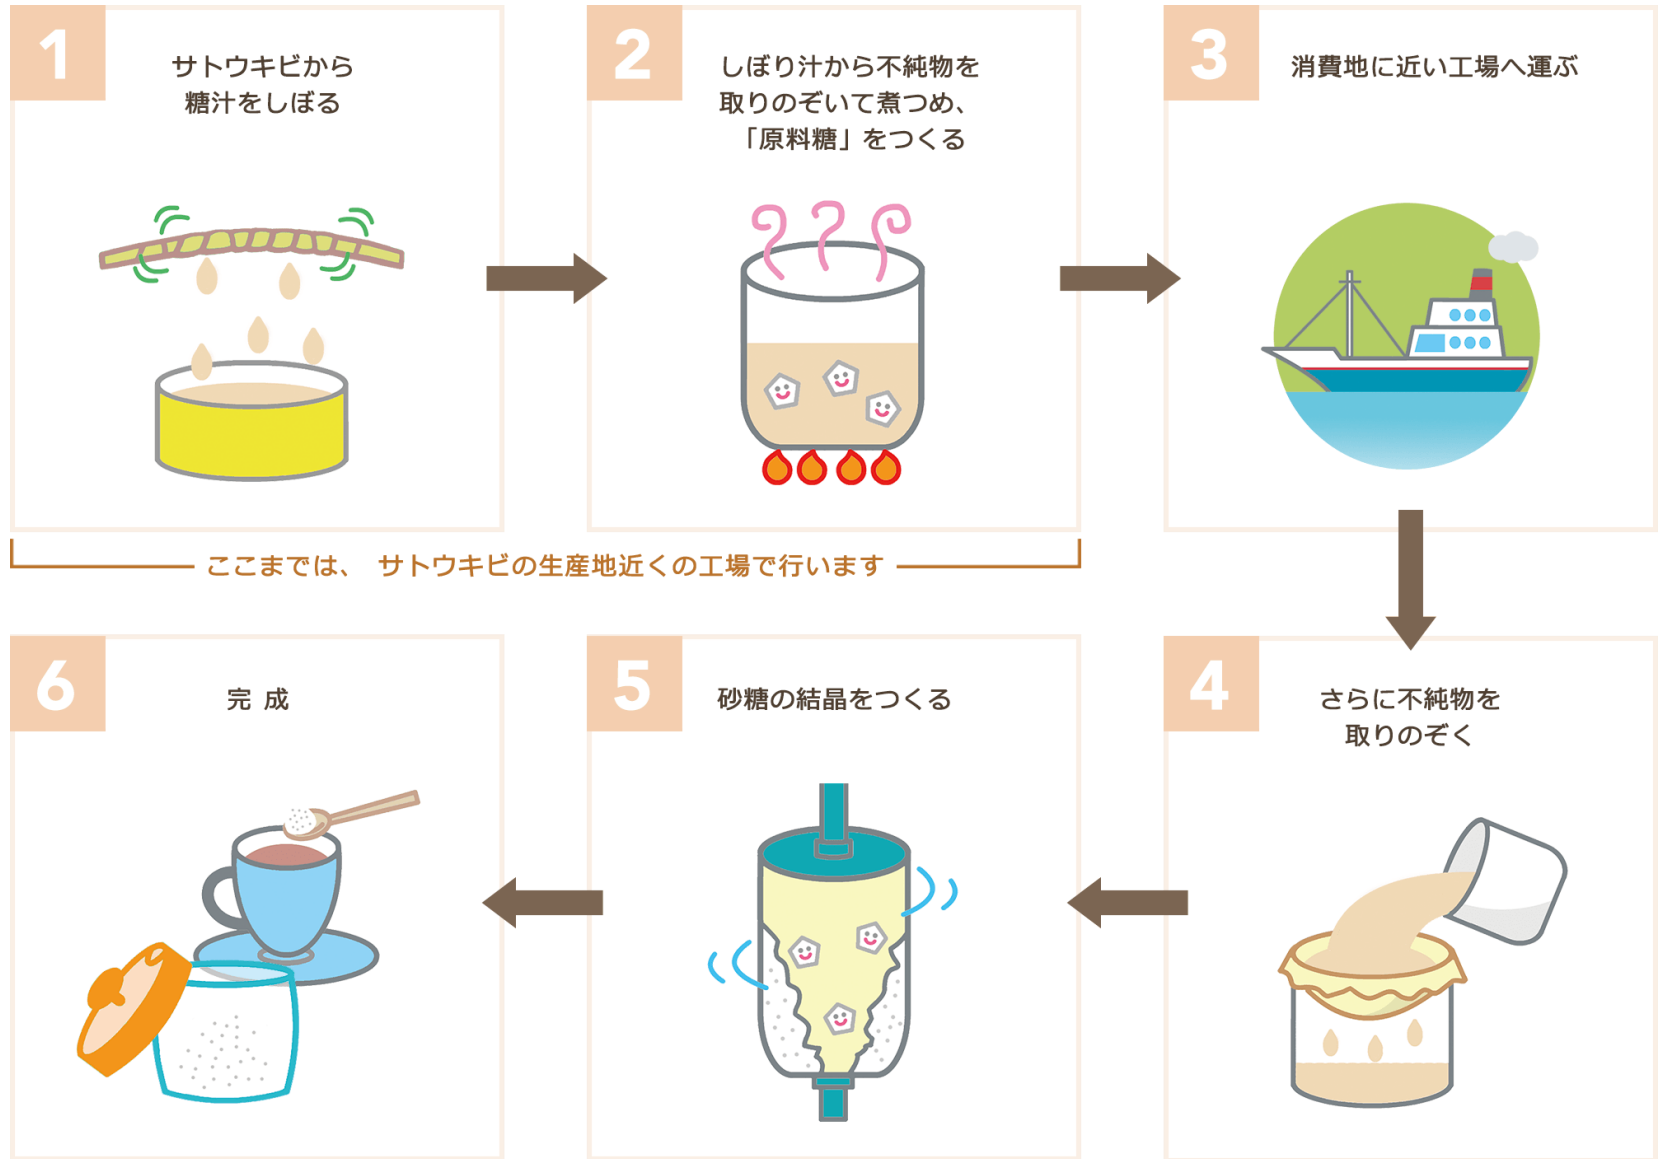 1
サトウキビから
糖汁をしぼる
2
しぼり汁から不純物を
取りのぞいて煮つめ、
「原料糖」をつくる
3
消費地に近い工場へ運ぶ
ここまでは、 サトウキビの生産地近くの工場で行います
4
さらに不純物を
取りのぞく
5
砂糖の結晶をつくる
6
完 成